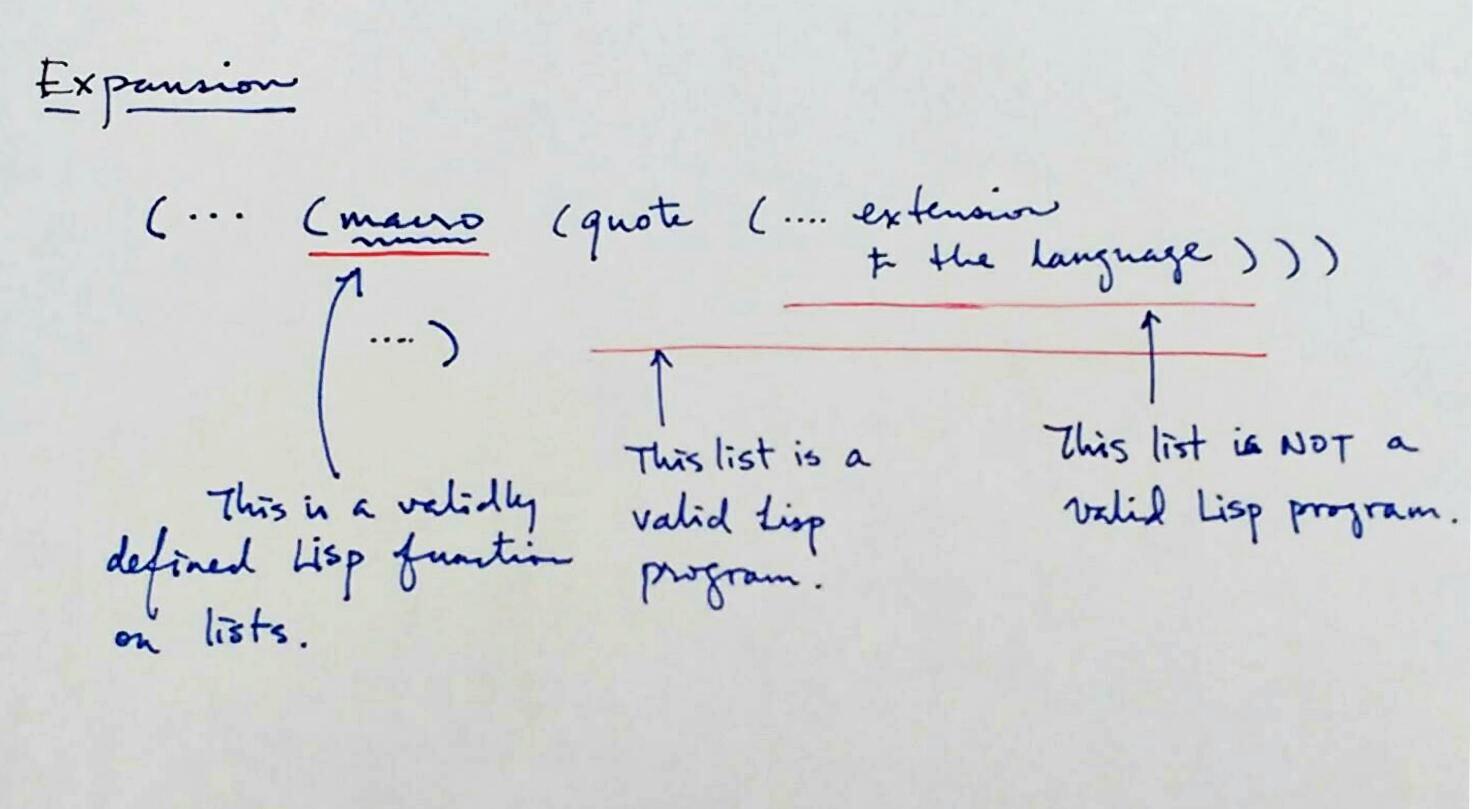 Expansion
(... (macro (quote (.... extension
to the language)))
....)
This is a validly
defined Lisp function
on lists.
This list is a
valid Lisp
program.
This list is NOT a
valid Lisp program.